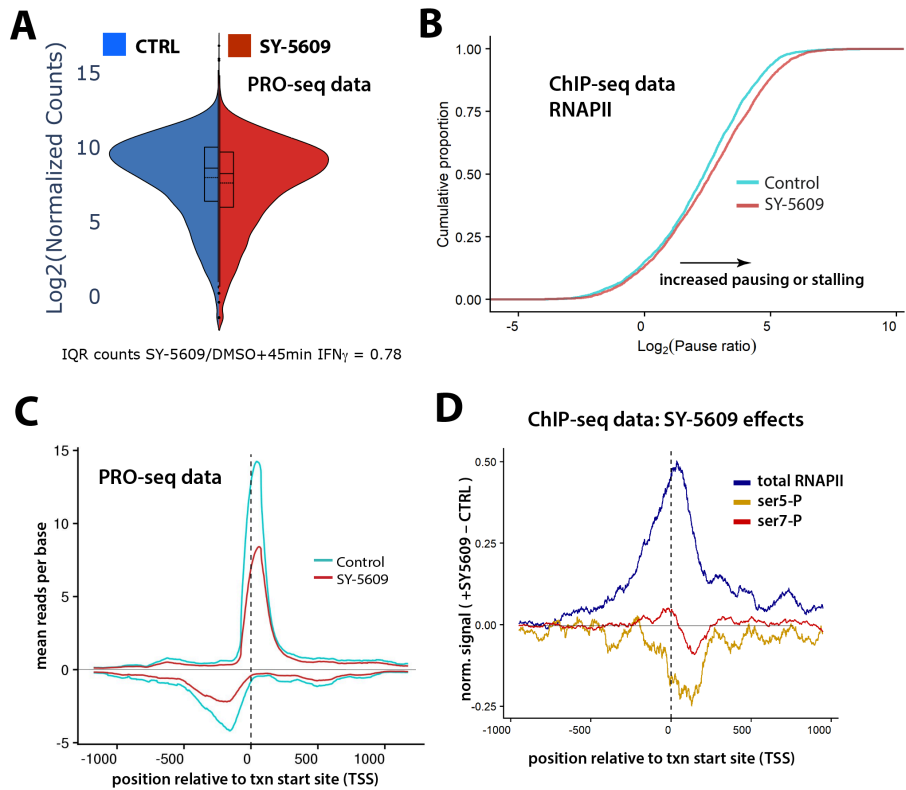 A
CTRL
SY-5609
PRO-seq data
Log2(Normalized Counts)
15
10
5
0
IQR counts SY-5609/DMSO+45min IFNγ = 0.78
B
ChIP-seq data
RNAPII
Cumulative proportion
1.00
0.75
0.50
0.25
0.00
Control
SY-5609
increased pausing or stalling
-5
0
5
10
Log2(Pause ratio)
C
PRO-seq data
mean reads per base
15
10
5
0
-5
Control
SY-5609
-1000
-500
0
500
1000
position relative to txn start site (TSS)
D
ChIP-seq data: SY-5609 effects
norm. signal ( +SY5609 – CTRL )
0.50
0.25
0.00
-0.25
total RNAPII
ser5-P
ser7-P
-1000
-500
0
500
1000
position relative to txn start site (TSS)